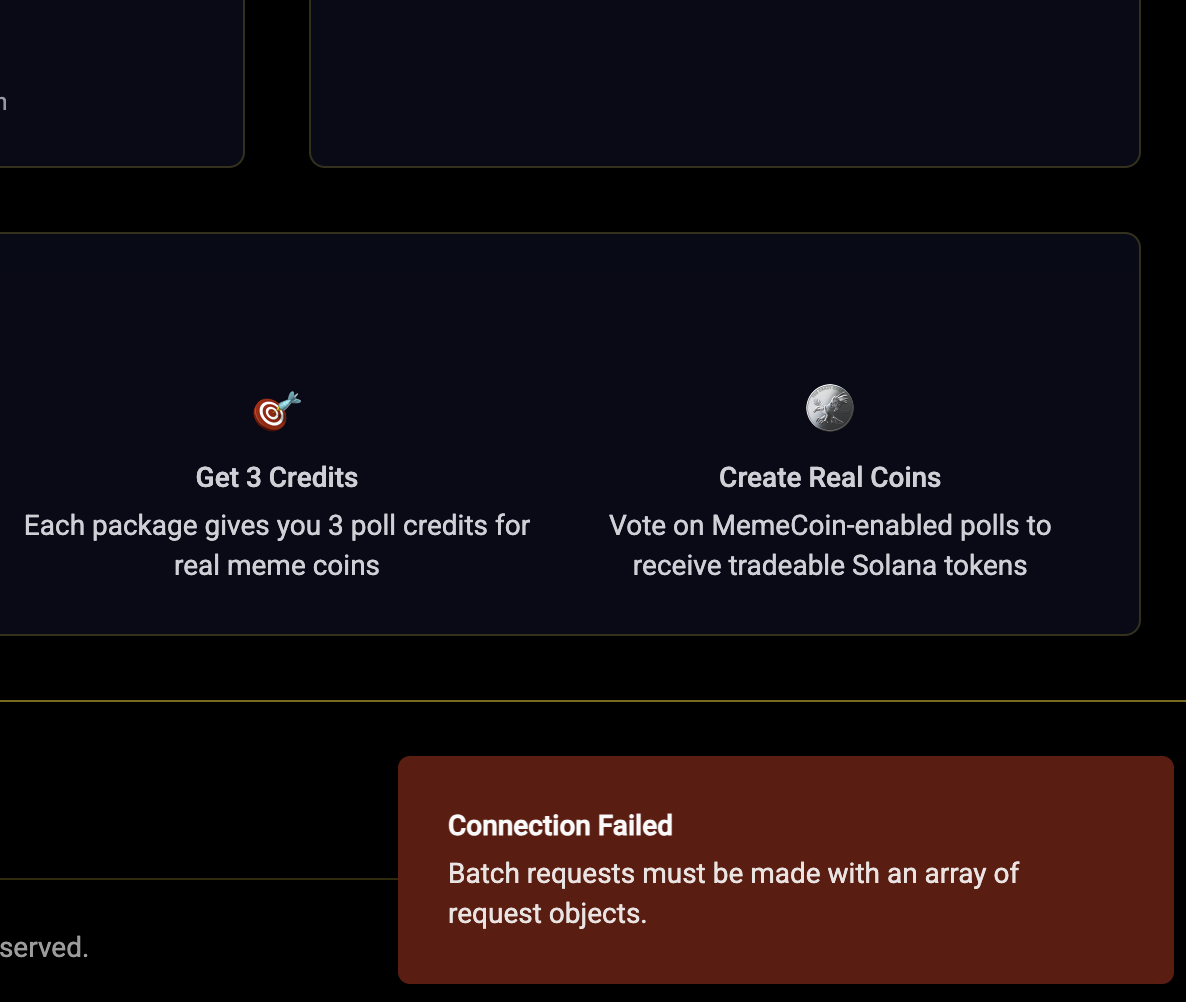 Get 3 Credits
Each package gives you 3 poll credits for
real meme coins
Create Real Coins
Vote on MemeCoin-enabled polls to
receive tradeable Solana tokens
Connection Failed
Batch requests must be made with an array of
request objects.
served.